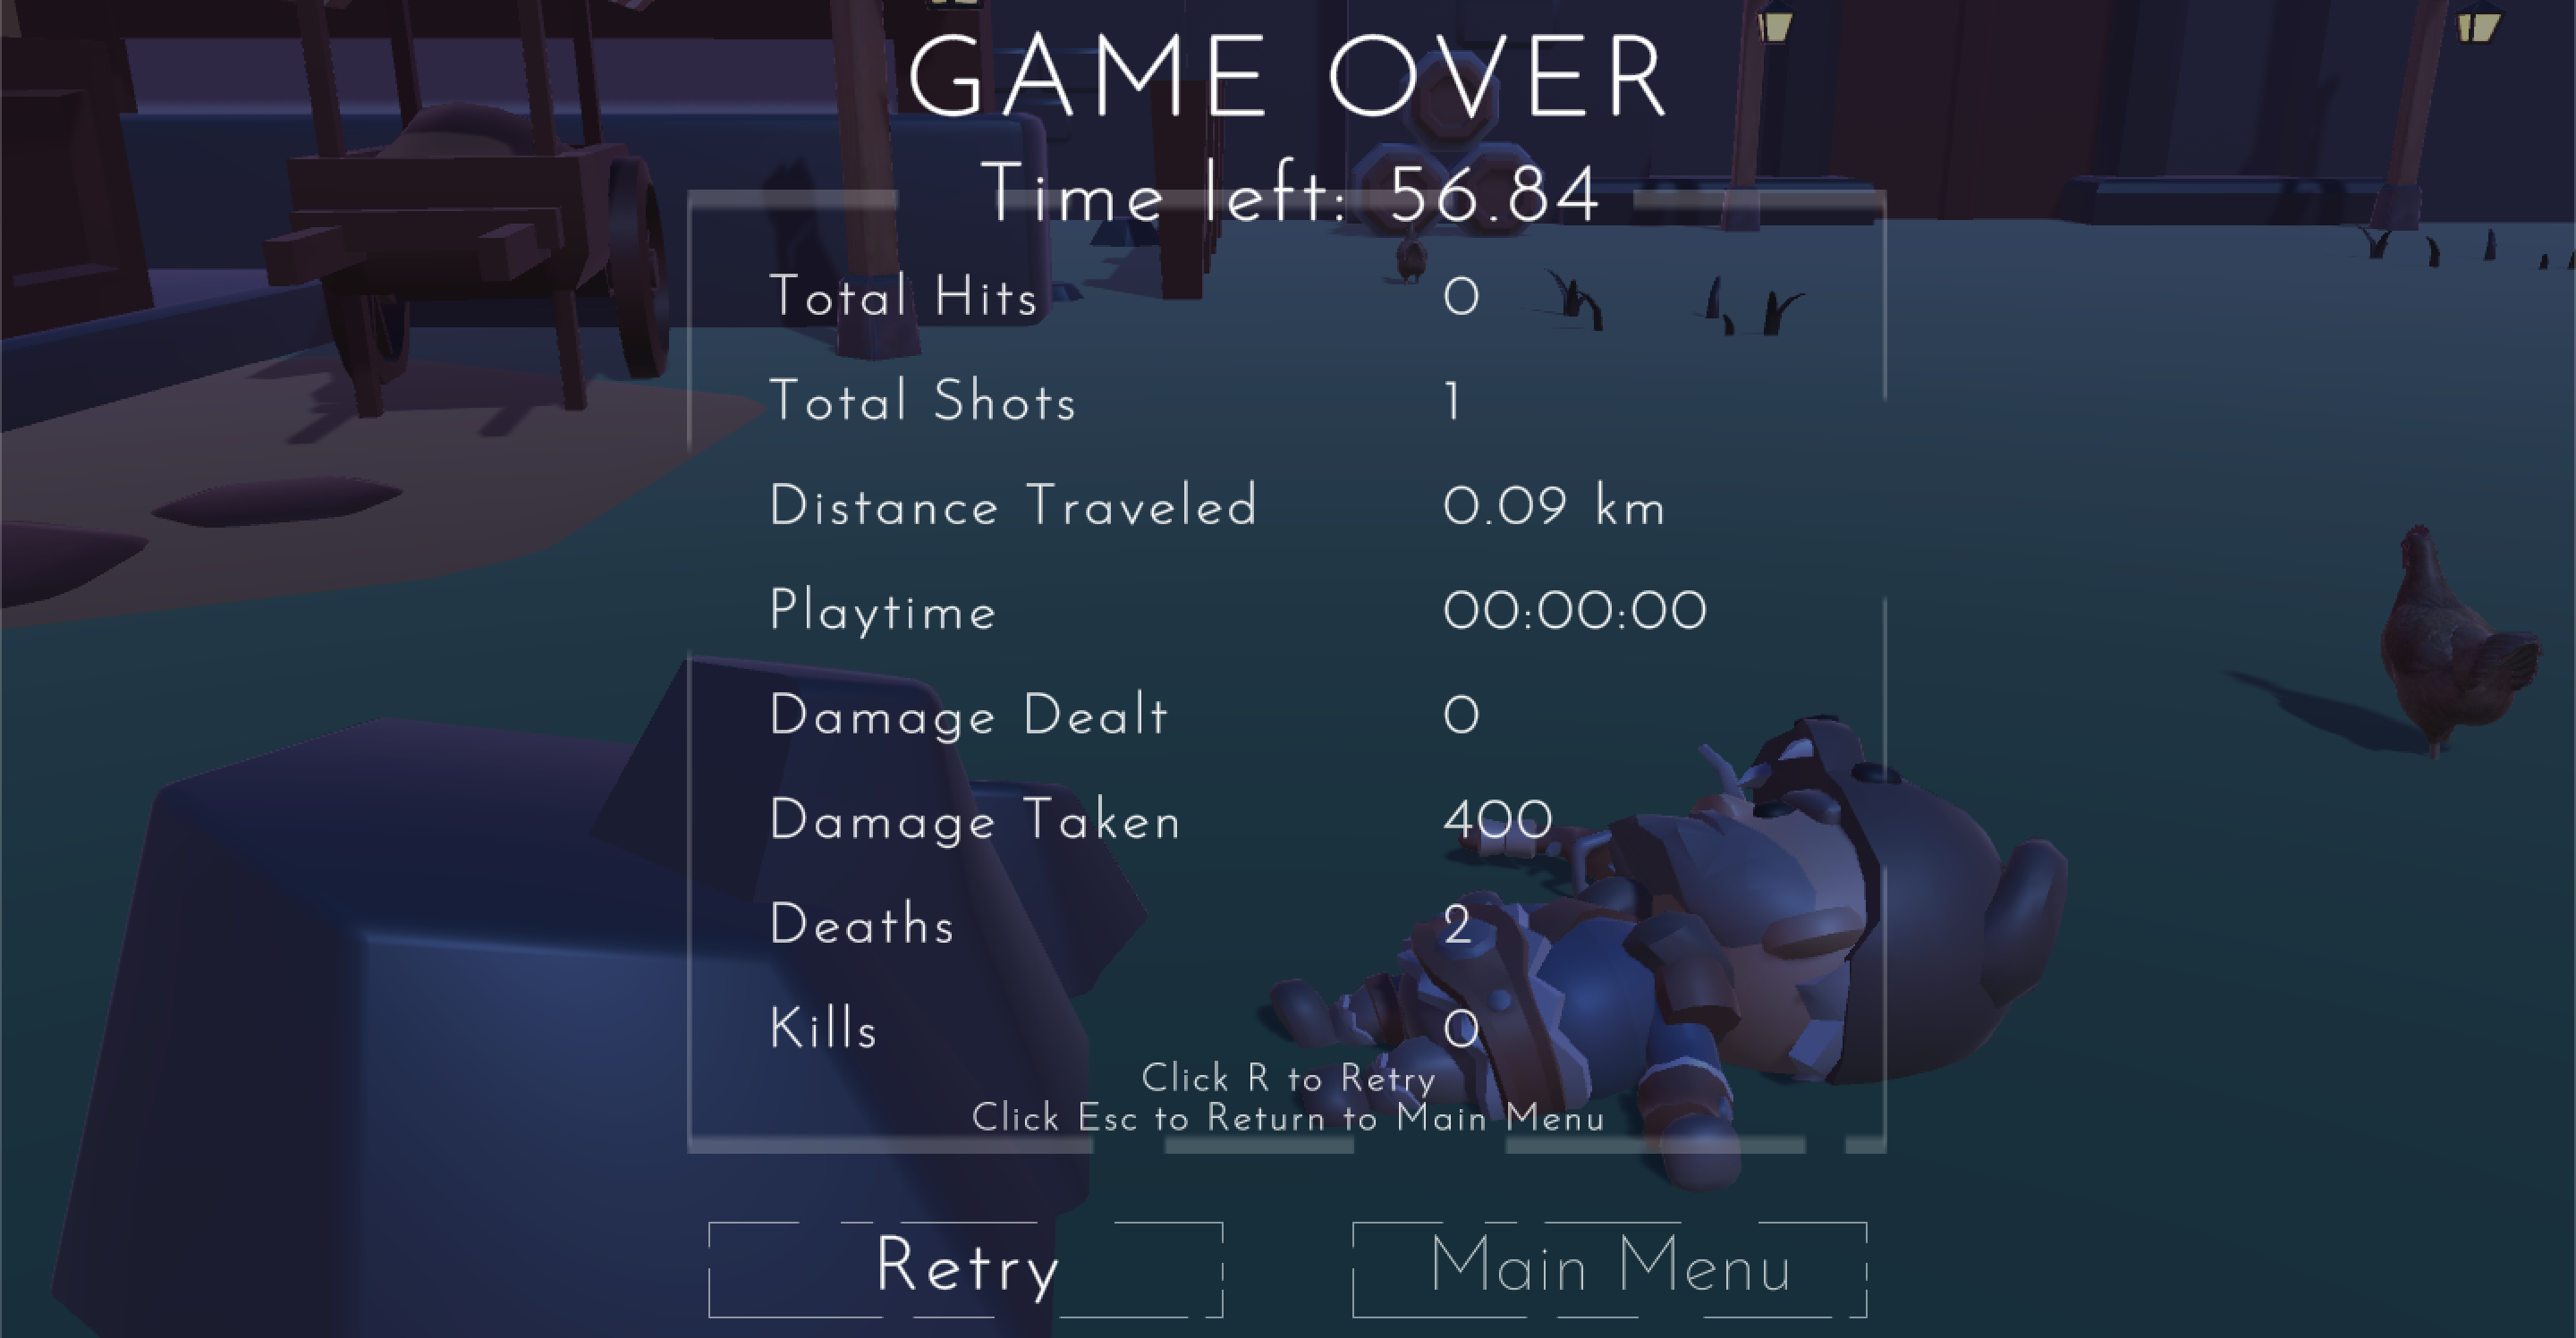 GAME OVER
Time left: 56.84
Total Hits 0
Total Shots 1
Distance Traveled 0.09 km
Playtime 00:00:00
Damage Dealt 0
Damage Taken 400
Deaths 2
Kills 0
Click R to Retry
Click Esc to Return to Main Menu
Retry Main Menu